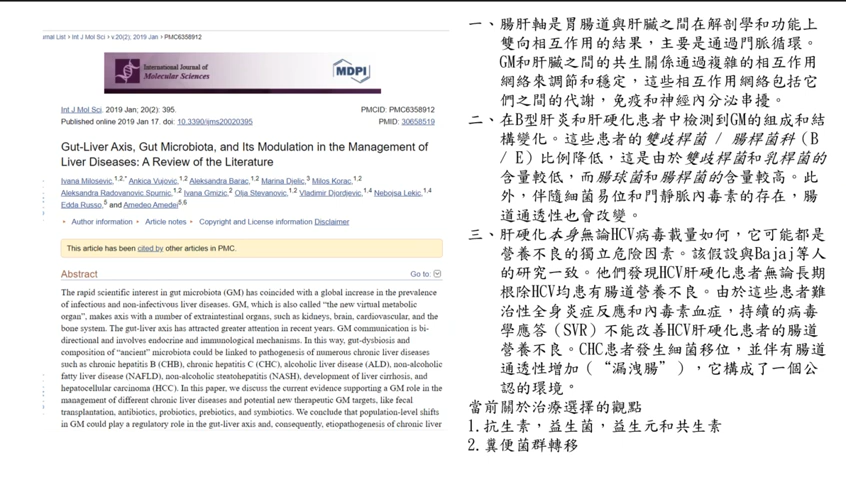 rnal List › Int J Mol Sci › v.20(2); 2019 Jan › PMC6358912
International Journal of
Molecular Sciences
MDPI
Int J Mol Sci. 2019 Jan; 20(2): 395.
PMCID: PMC6358912
Published online 2019 Jan 17. doi: 10.3390/ijms20020395
PMID: 30658519
Gut-Liver Axis, Gut Microbiota, and Its Modulation in the Management of
Liver Diseases: A Review of the Literature
Ivana Milosevic,1,2,* Ankica Vujovic,1,2 Aleksandra Barac,1,2 Marina Djelic,3 Milos Korac,1,2
Aleksandra Radovanovic Spurnic,1,2 Ivana Gmizic,2 Olja Stevanovic,1,2 Vladimir Djordjevic,1,4 Nebojsa Lekic,1,4
Edda Russo,5 and Amedeo Amedei5,6
• Author information • Article notes • Copyright and License information Disclaimer
This article has been cited by other articles in PMC.
Abstract
Go to:
The rapid scientific interest in gut microbiota (GM) has coincided with a global increase in the prevalence
of infectious and non-infectivous liver diseases. GM, which is also called “the new virtual metabolic
organ”, makes axis with a number of extraintestinal organs, such as kidneys, brain, cardiovascular, and the
bone system. The gut-liver axis has attracted greater attention in recent years. GM communication is bi-
directional and involves endocrine and immunological mechanisms. In this way, gut-dysbiosis and
composition of “ancient” microbiota could be linked to pathogenesis of numerous chronic liver diseases
such as chronic hepatitis B (CHB), chronic hepatitis C (CHC), alcoholic liver disease (ALD), non-alcoholic
fatty liver disease (NAFLD), non-alcoholic steatohepatitis (NASH), development of liver cirrhosis, and
hepatocellular carcinoma (HCC). In this paper, we discuss the current evidence supporting a GM role in the
management of different chronic liver diseases and potential new therapeutic GM targets, like fecal
transplantation, antibiotics, probiotics, prebiotics, and symbiotics. We conclude that population-level shifts
in GM could play a regulatory role in the gut-liver axis and, consequently, etiopathogenesis of chronic liver
一、腸肝軸是胃腸道與肝臟之間在解剖學和功能上
雙向相互作用的結果，主要是通過門脈循環。
GM和肝臟之間的共生關係通過複雜的相互作用
網絡來調節和穩定，這些相互作用網絡包括它
們之間的代謝，免疫和神經內分泌串擾。
二、在B型肝炎和肝硬化患者中檢測到GM的組成和結
構變化。這些患者的雙歧桿菌 / 腸桿菌科（B
/ E）比例降低，這是由於雙歧桿菌和乳桿菌的
含量較低，而腸球菌和腸桿菌的含量較高。此
外，伴隨細菌易位和門靜脈內毒素的存在，腸
道通透性也會改變。
三、肝硬化本身無論HCV病毒載量如何，它可能都是
營養不良的獨立危險因素。該假設與Bajaj等人
的研究一致。他們發現HCV肝硬化患者無論長期
根除HCV均患有腸道營養不良。由於這些患者難
治性全身炎症反應和內毒素血症，持續的病毒
學應答（SVR）不能改善HCV肝硬化患者的腸道
營養不良。CHC患者發生細菌移位，並伴有腸道
通透性增加（“漏洩腸”），它構成了一個公
認的環境。
當前關於治療選擇的觀點
1.抗生素，益生菌，益生元和共生素
2.糞便菌群轉移